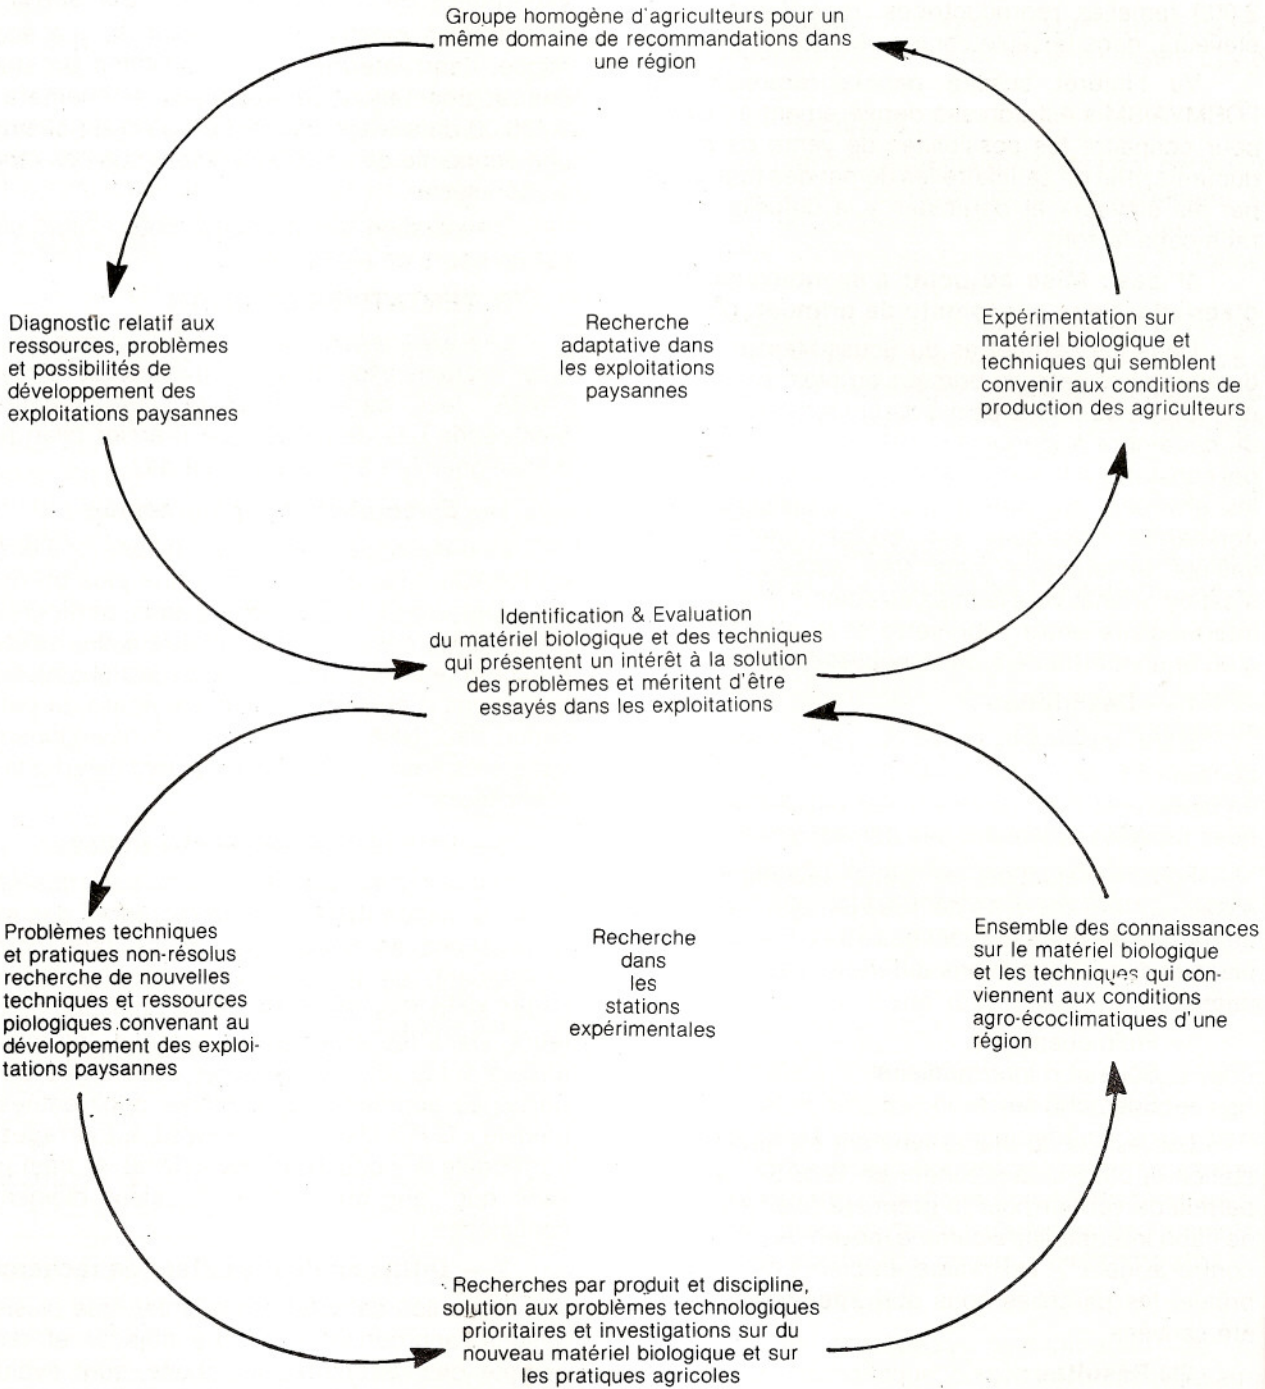 Groupe homogène d'agriculteurs pour un
même domaine de recommandations dans
une région
Diagnostic relatif aux
ressources, problèmes
et possibilités de
développement des
exploitations paysannes
Recherche
adaptative dans
les exploitations
paysannes
Expérimentation sur
matériel biologique et
techniques qui semblent
convenir aux conditions de
production des agriculteurs
Identification & Evaluation
du matériel biologique et des techniques
qui présentent un intérêt à la solution
des problèmes et méritent d'être
essayés dans les exploitations
Problèmes techniques
et pratiques non-résolus
recherche de nouvelles
techniques et ressources
piologiques convenant au
développement des exploi-
tations paysannes
Recherche
dans
les
stations
expérimentales
Ensemble des connaissances
sur le matériel biologique
et les techniques qui con-
viennent aux conditions
agro-écoclimatiques d'une
région
Recherches par produit et discipline,
solution aux problèmes technologiques
prioritaires et investigations sur du
nouveau matériel biologique et sur
les pratiques agricoles